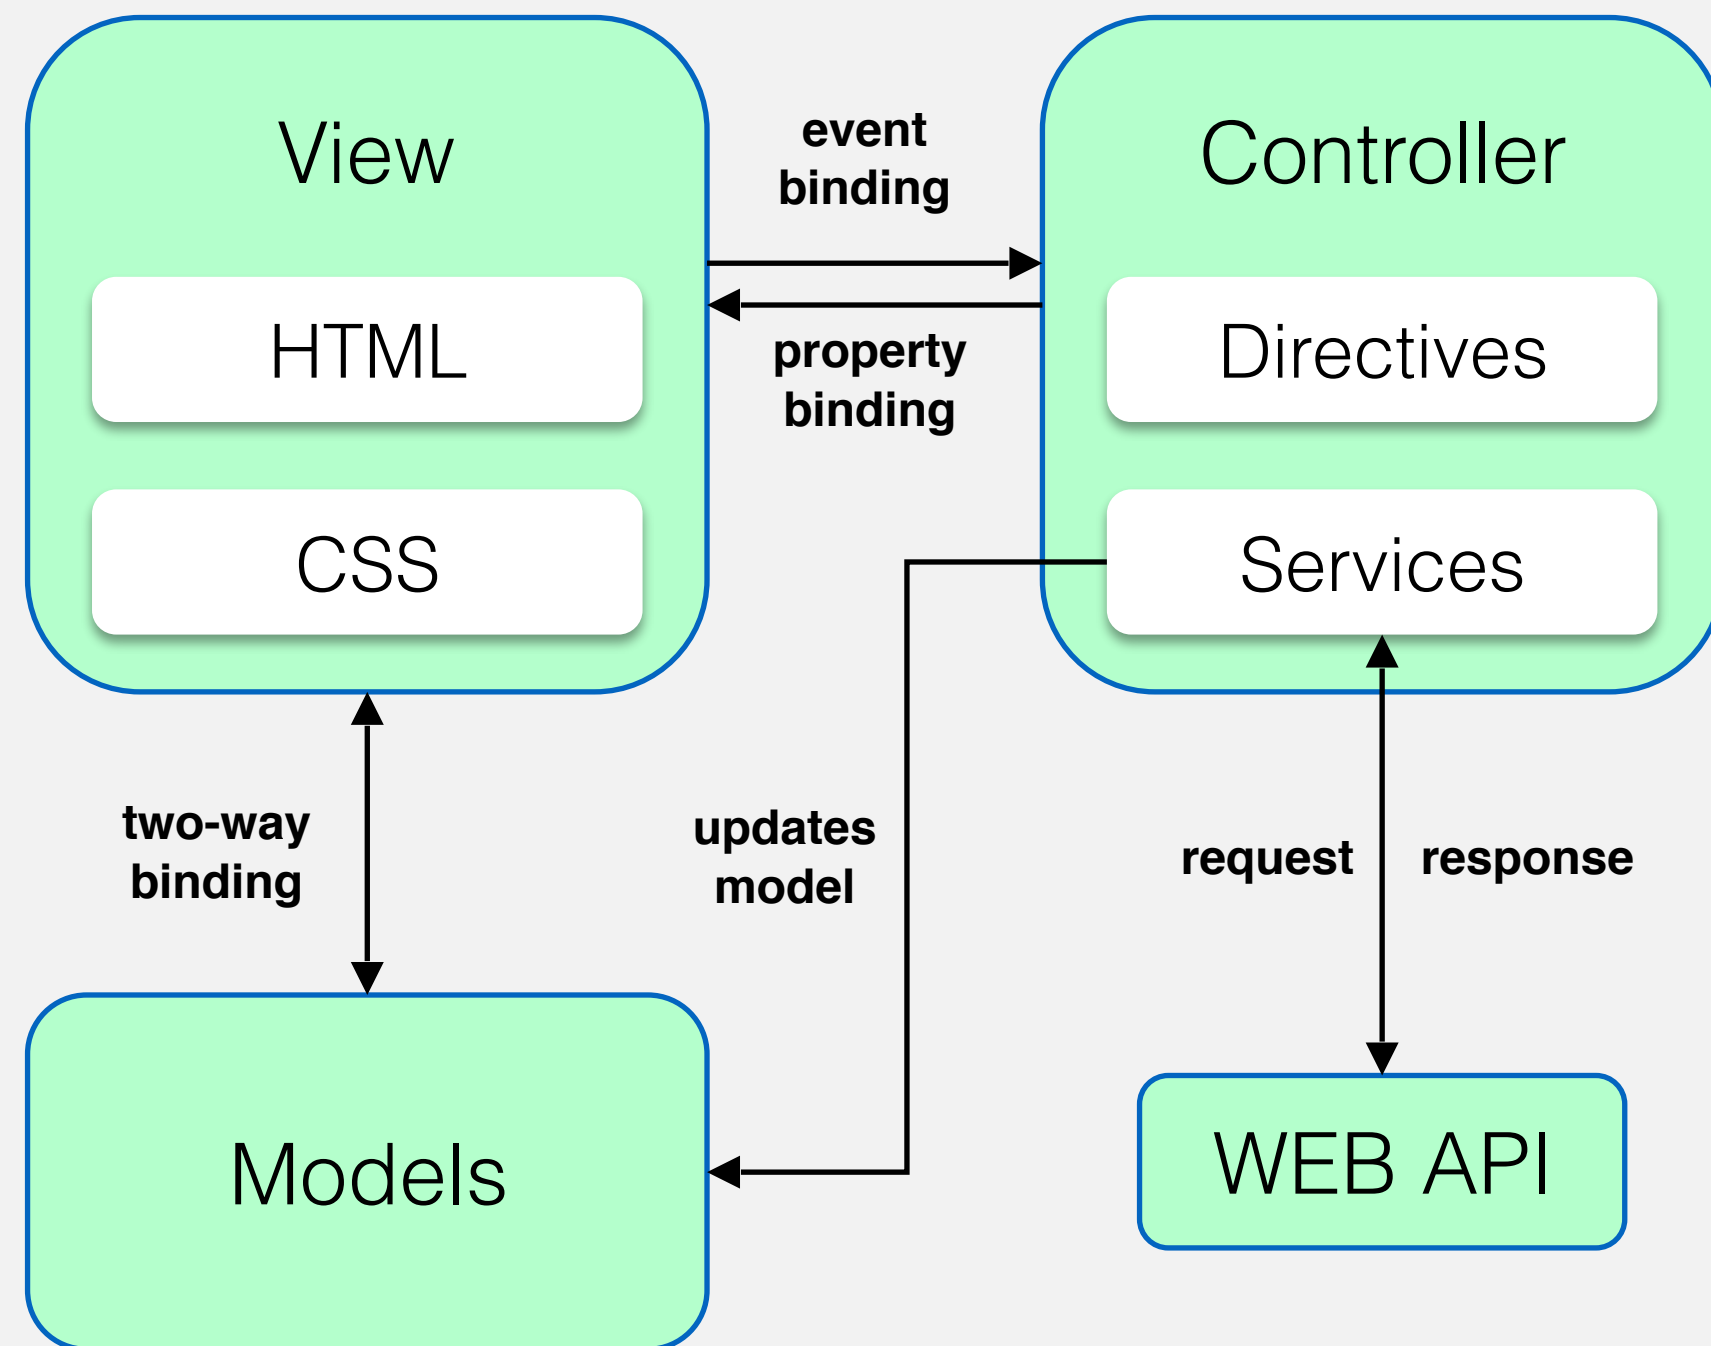 View
HTML
CSS
event
binding
property
binding
Controller
Directives
Services
two-way
binding
updates
model
request
response
Models
WEB API